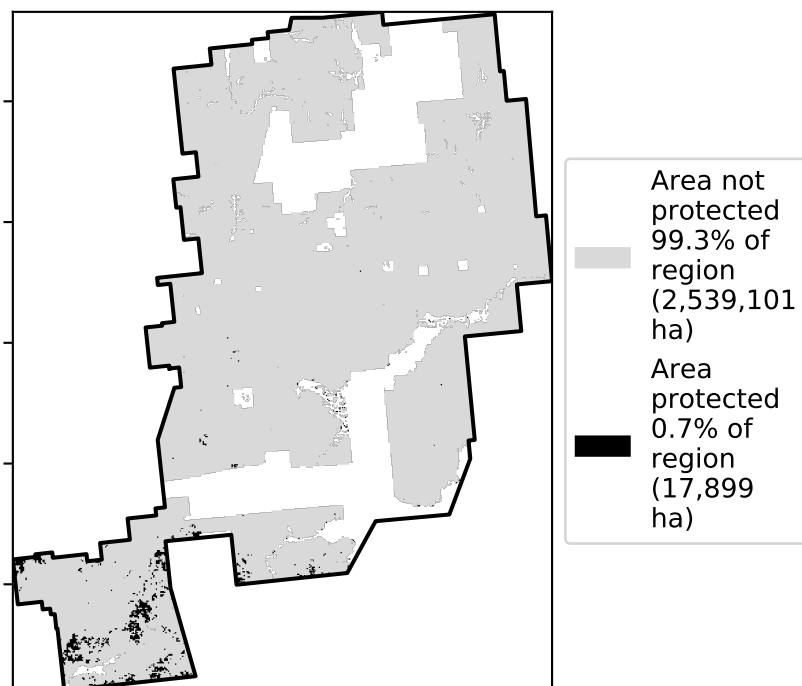 Area not
protected
99.3% of
region
(2,539,101
ha)
Area
protected
0.7% of
region
(17,899
ha)